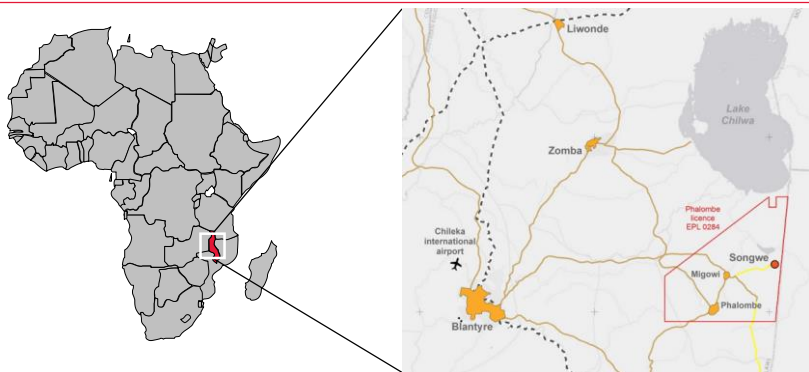 Liwonde
Lake
Chilwa
Zomba
Phalombe
licence
EPL 0284
Chileka
international
airport
Songwe
Migowi
Phalombe
Blantyre